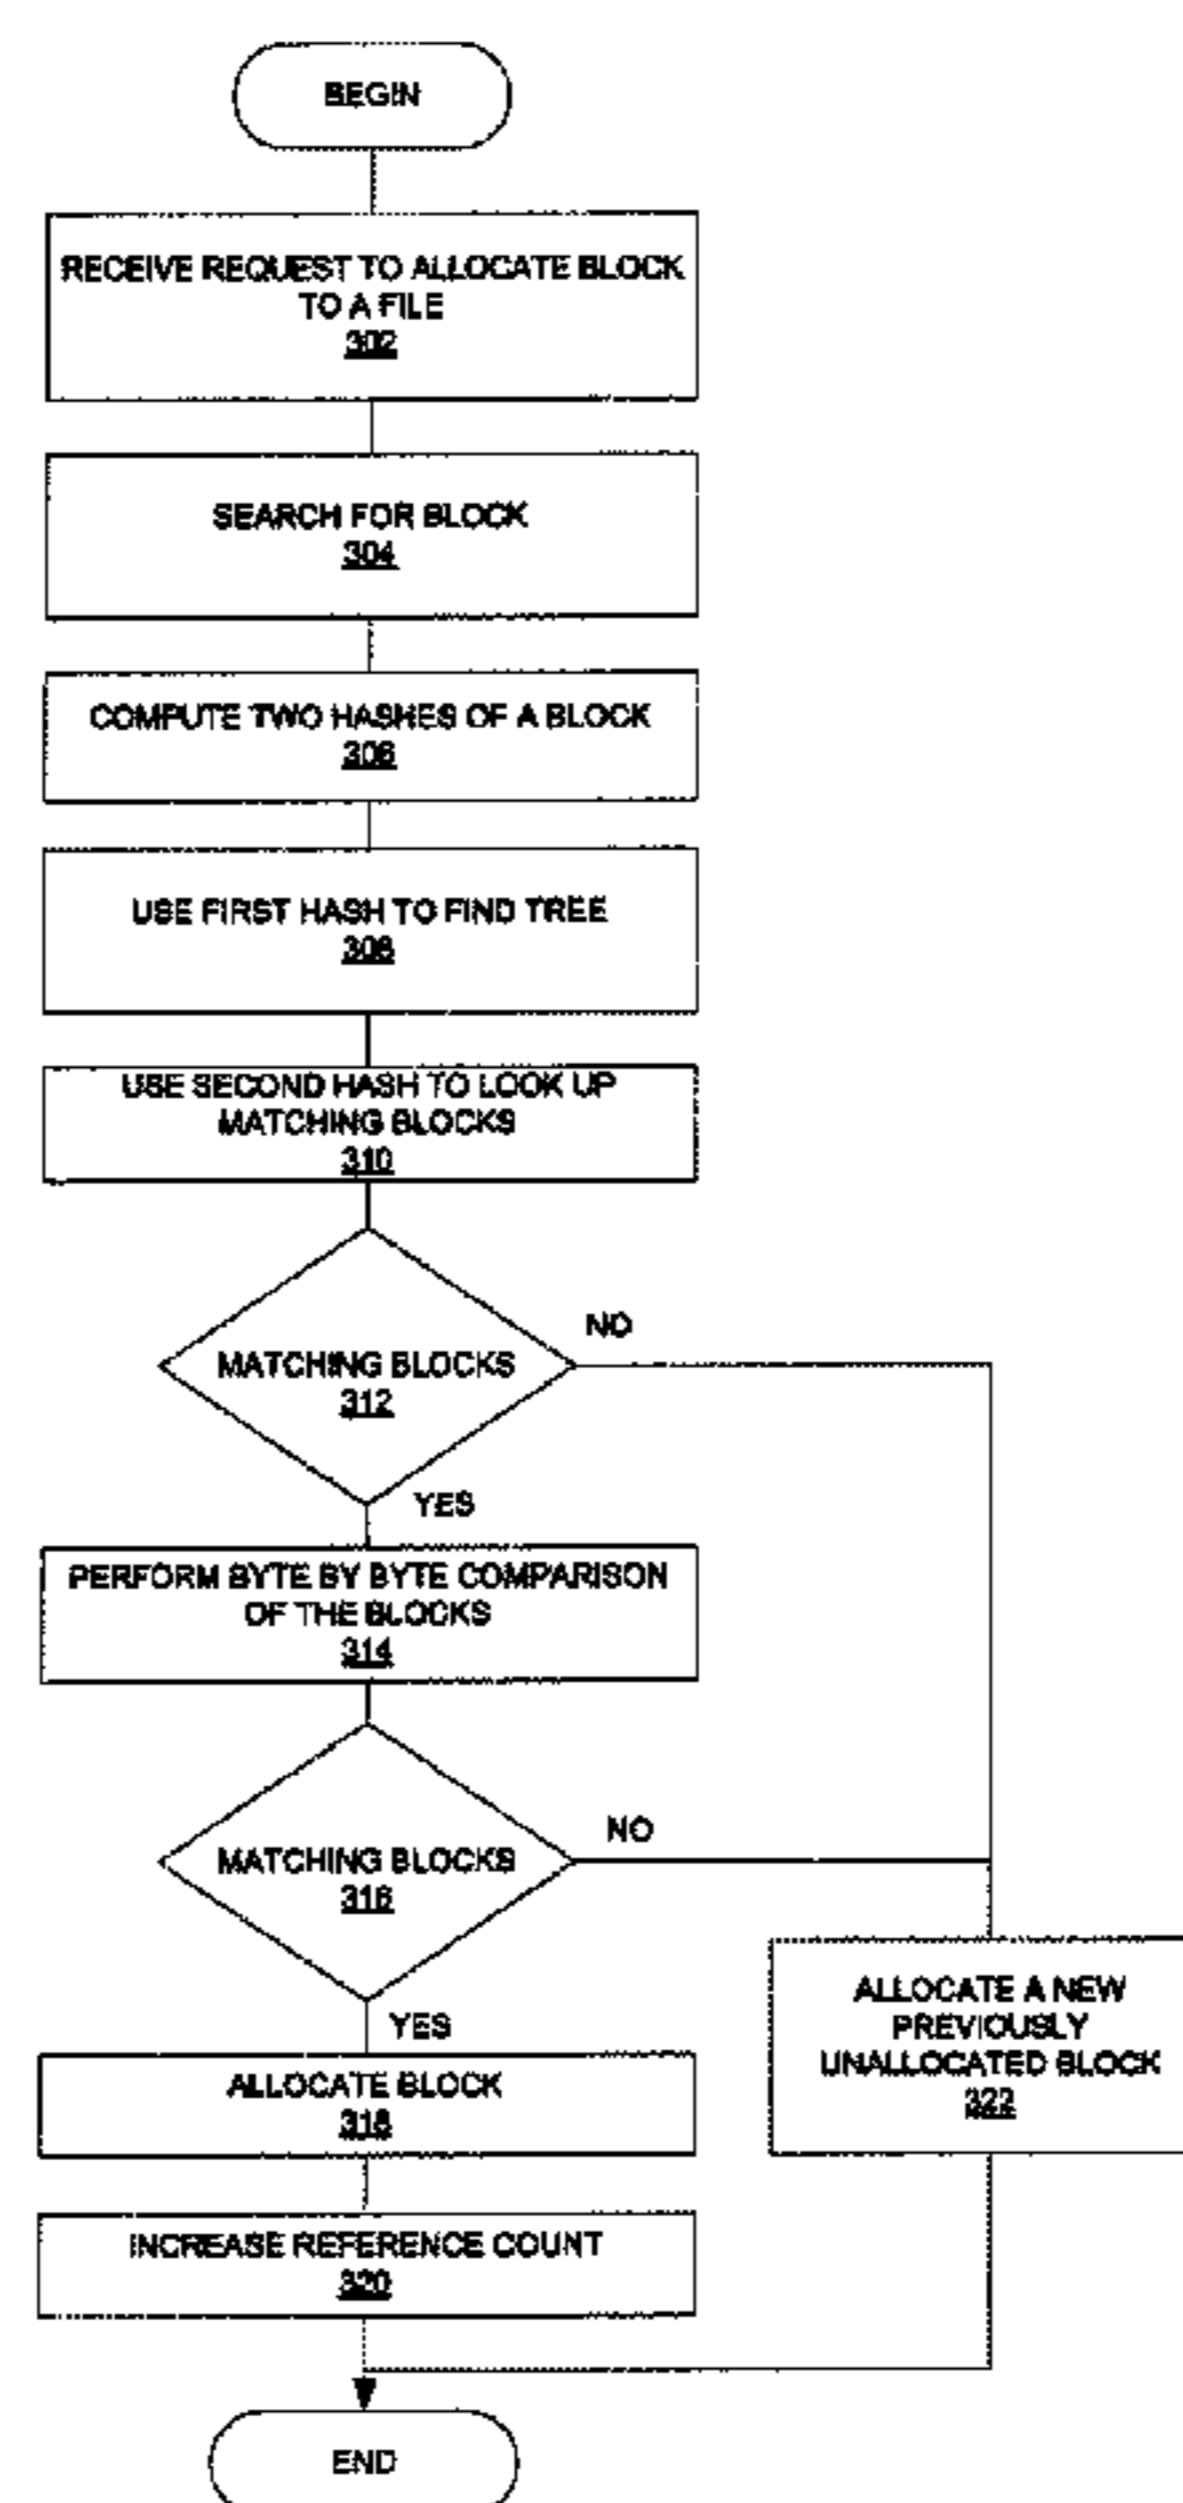 BEGIN
RECEIVE REQUEST TO ALLOCATE BLOCK
TO A FILE
302
SEARCH FOR BLOCK
304
COMPUTE TWO HASHES OF A BLOCK
306
USE FIRST HASH TO FIND TREE
308
USE SECOND HASH TO LOOK UP
MATCHING BLOCKS
310
NO
MATCHING BLOCKS
312
YES
PERFORM BYTE BY BYTE COMPARISON
OF THE BLOCKS
314
NO
MATCHING BLOCKS
316
YES
ALLOCATE A NEW
PREVIOUSLY
UNALLOCATED BLOCK
322
ALLOCATE BLOCK
318
INCREASE REFERENCE COUNT
320
END